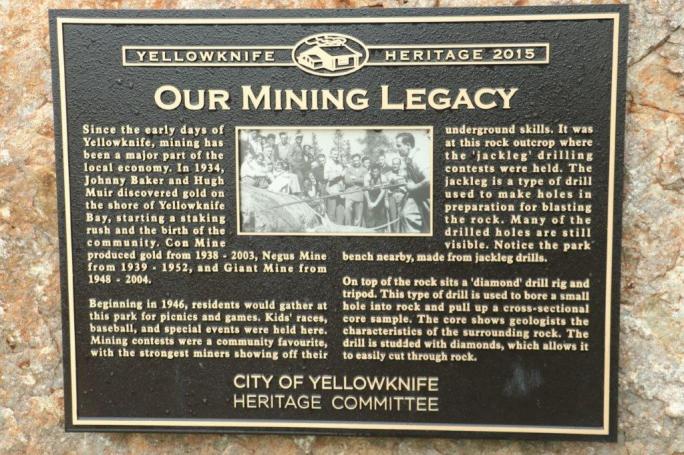 YELLOWKNIFE HERITAGE 2015
OUR MINING LEGACY
Since the early days of
Yellowknife, mining has
been a major part of the
local economy. In 1934,
Johnny Baker and Hugh
Muir discovered gold on
the shore of Yellowknife
Bay, starting a staking
rush and the birth of the
community. Con Mine
produced gold from 1938 - 2003, Negus Mine
from 1939 - 1952, and Giant Mine from
1948 - 2004.
Beginning in 1946, residents would gather at
this park for picnics and games. Kids' races,
baseball, and special events were held here.
Mining contests were a community favourite,
with the strongest miners showing off their
underground skills. It was
at this rock outcrop where
the 'jackleg' drilling
contests were held. The
jackleg is a type of drill
used to make holes in
preparation for blasting
the rock. Many of the
drilled holes are still
visible. Notice the park
bench nearby, made from jackleg drills.
On top of the rock sits a 'diamond' drill rig and
tripod. This type of drill is used to bore a small
hole into rock and pull up a cross-sectional
core sample. The core shows geologists the
characteristics of the surrounding rock. The
drill is studded with diamonds, which allows it
to easily cut through rock.
CITY OF YELLOWKNIFE
HERITAGE COMMITTEE